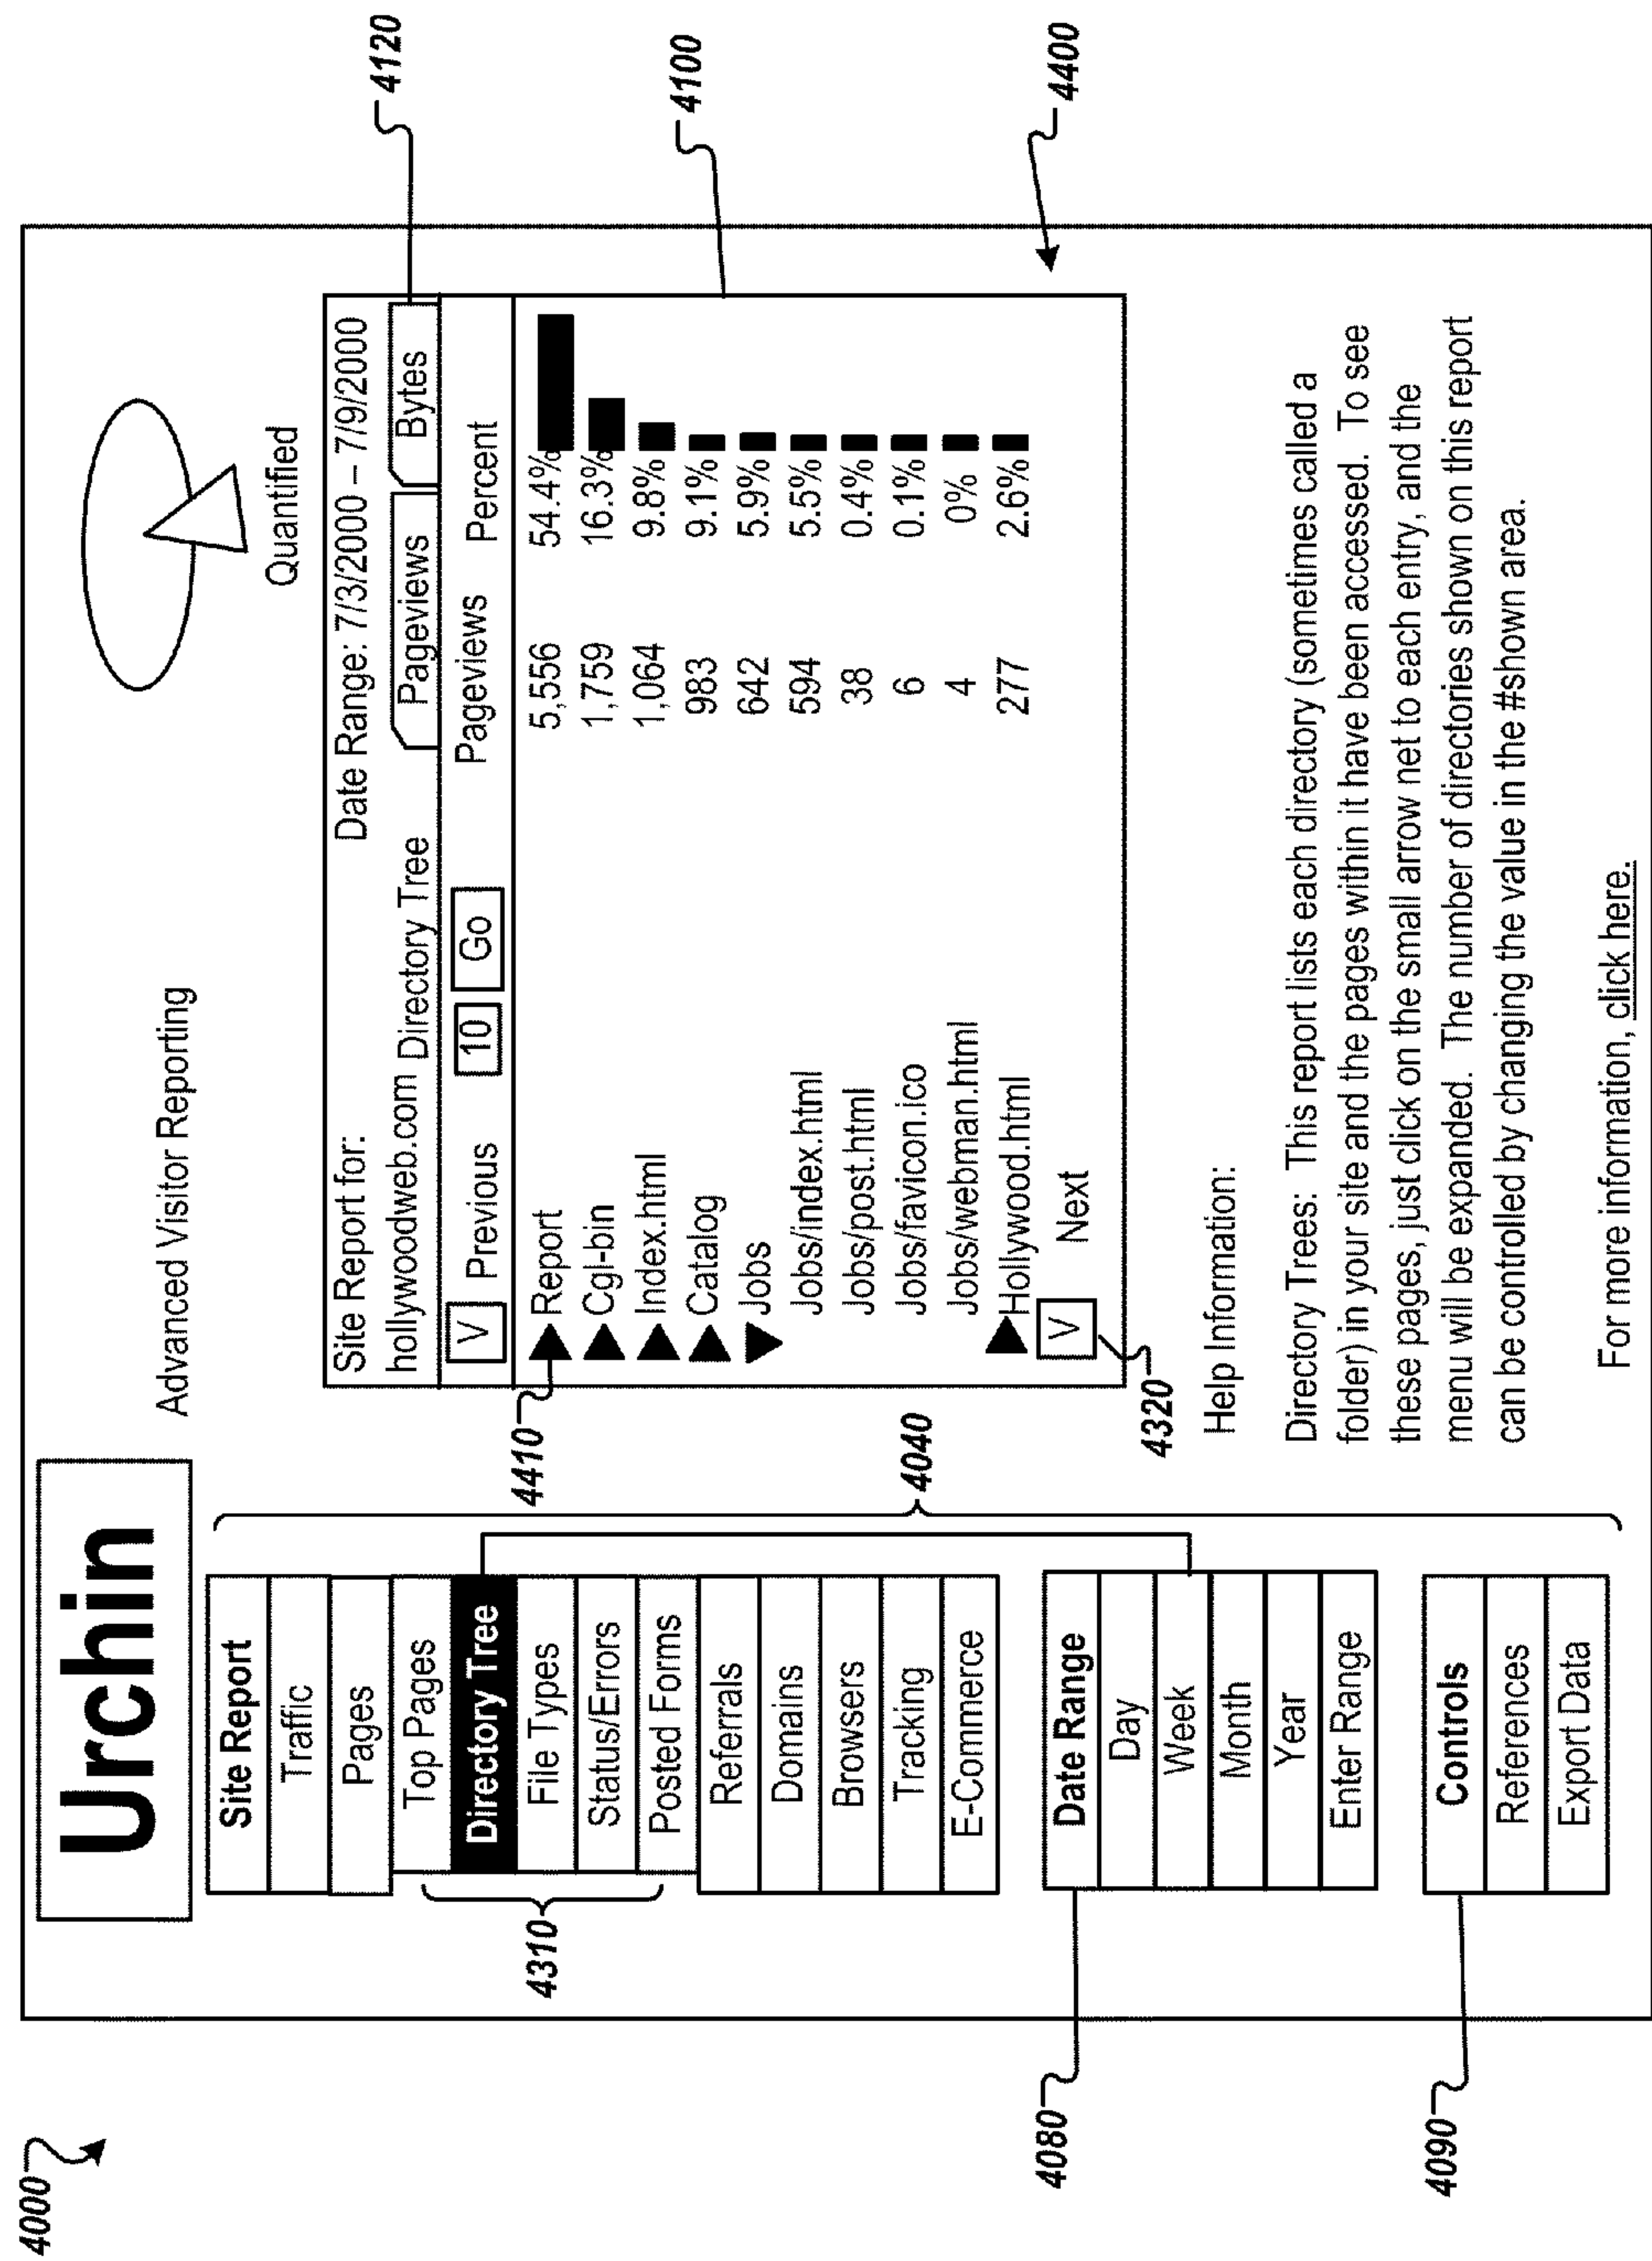 4000
Urchin
Advanced Visitor Reporting
Quantified
Site Report
Traffic
Pages
Top Pages
Directory Tree
File Types
Status/Errors
Posted Forms
Referrals
Domains
Browsers
Tracking
E-Commerce
Date Range
Day
Week
Month
Year
Enter Range
Controls
References
Export Data
4310
4080
4090
4040
4410
4320
4120
4100
4400
Site Report for: Date Range: 7/3/2000 – 7/9/2000
hollywoodweb.com Directory Tree Pageviews Bytes
V Previous 10 Go Pageviews Percent
Report 5,556 54.4%
Cgl-bin 1,759 16.3%
Index.html 1,064 9.8%
Catalog 983 9.1%
Jobs 642 5.9%
Jobs/index.html 594 5.5%
Jobs/post.html 38 0.4%
Jobs/favicon.ico 6 0.1%
Jobs/webman.html 4 0%
Hollywood.html 277 2.6%
V Next
Help Information:
Directory Trees: This report lists each directory (sometimes called a
folder) in your site and the pages within it have been accessed. To see
these pages, just click on the small arrow net to each entry, and the
menu will be expanded. The number of directories shown on this report
can be controlled by changing the value in the #shown area.
For more information, click here.